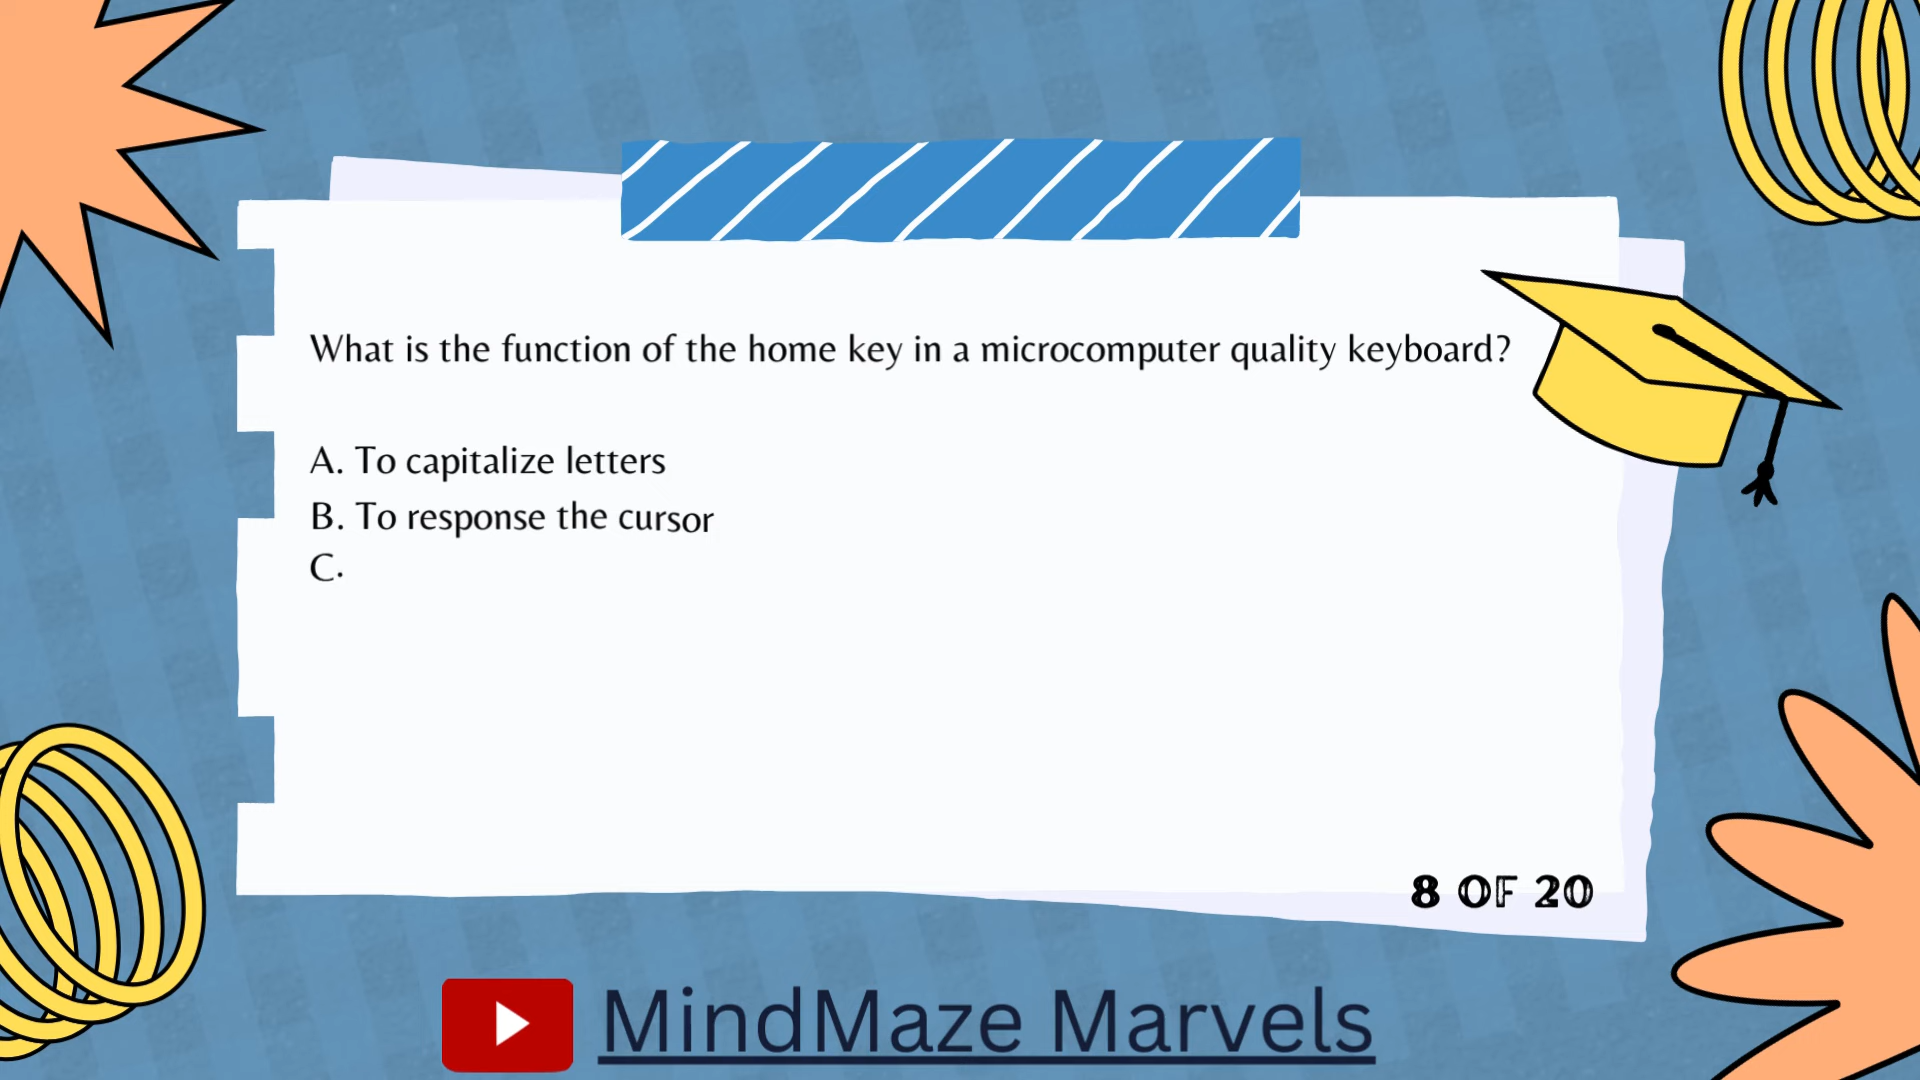 What is the function of the home key in a microcomputer quality keyboard?
A. To capitalize letters
B. To response the cursor
C.
8 OF 20
MindMaze Marvels